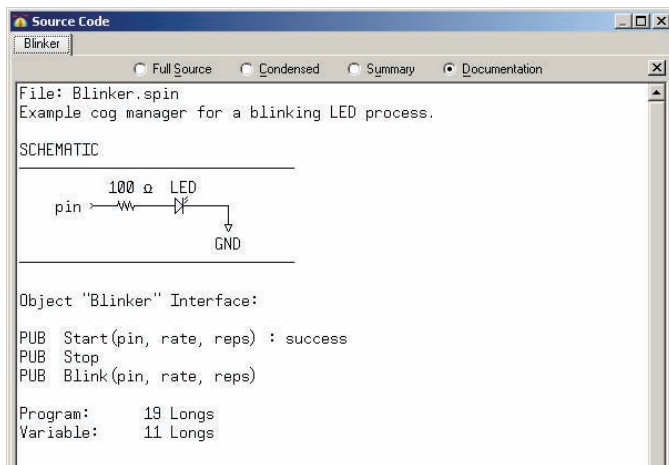 Source Code
Blinker
Full Source Condensed Summary Documentation
File: Blinker.spin
Example cog manager for a blinking LED process.
SCHEMATIC
100 Ω LED
pin
GND
Object "Blinker" Interface:
PUB Start(pin, rate, reps) : success
PUB Stop
PUB Blink(pin, rate, reps)
Program: 19 Longs
Variable: 11 Longs